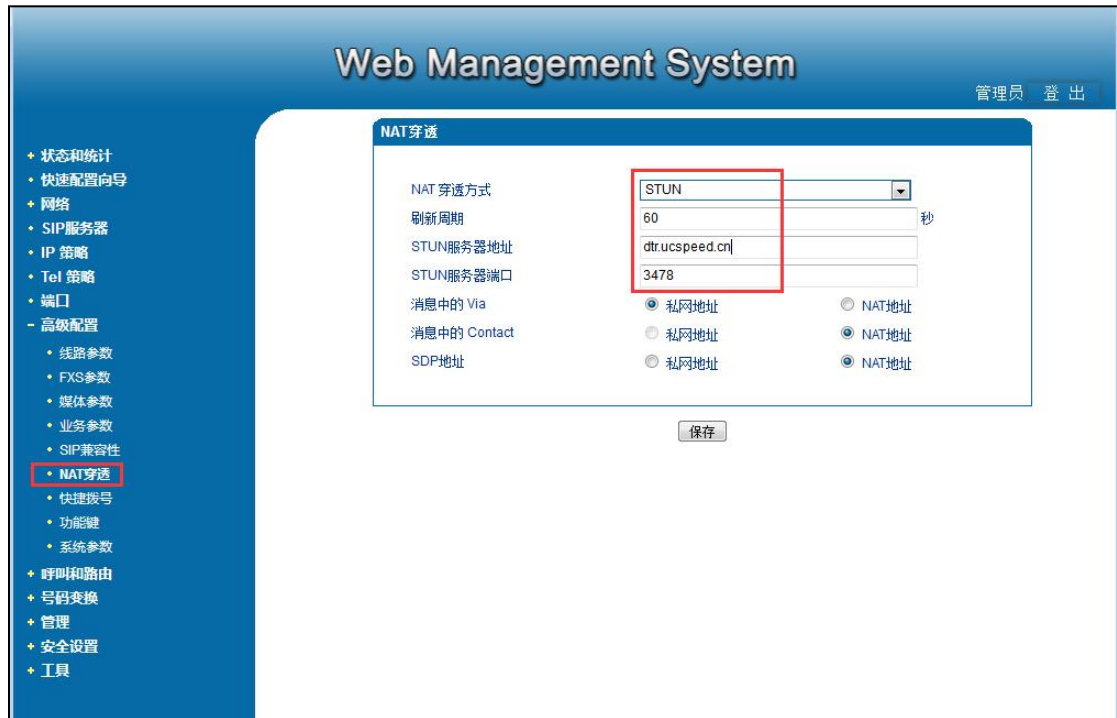 Web Management System
管理员 登 出
+ 状态和统计
• 快速配置向导
+ 网络
• SIP服务器
• IP 策略
• Tel 策略
• 端口
- 高级配置
• 线路参数
• FXS参数
• 媒体参数
• 业务参数
• SIP兼容性
• NAT穿透
• 快捷拨号
• 功能键
• 系统参数
+ 呼叫和路由
+ 号码变换
+ 管理
+ 安全设置
+ 工具
NAT穿透
NAT 穿透方式 STUN
刷新周期 60 秒
STUN服务器地址 dtr.ucspeed.cn
STUN服务器端口 3478
消息中的 Via 私网地址 NAT地址
消息中的 Contact 私网地址 NAT地址
SDP地址 私网地址 NAT地址
保存